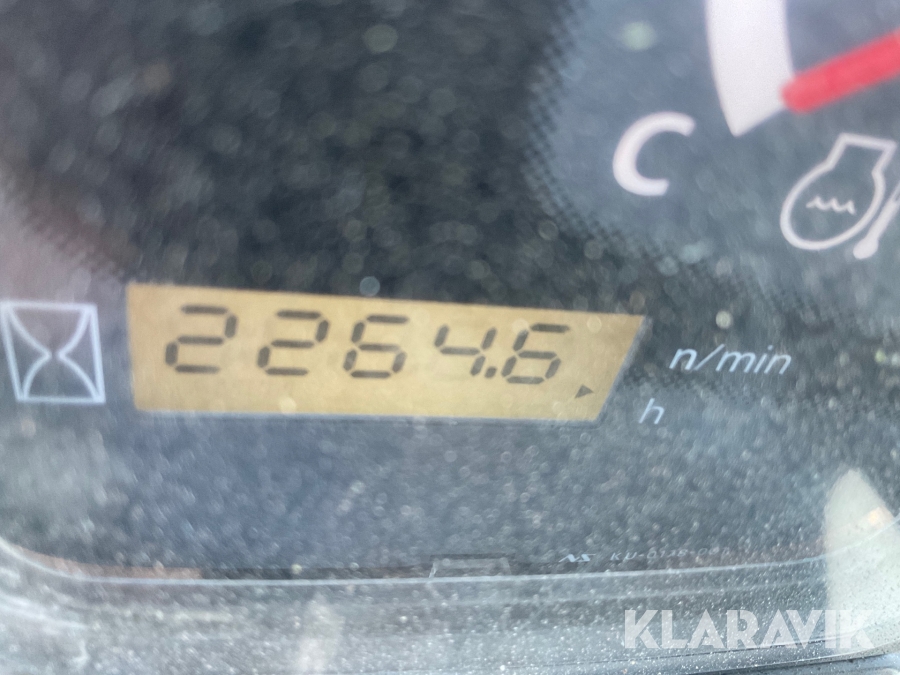 C
2264.6
n/min
h
KLARAVIK